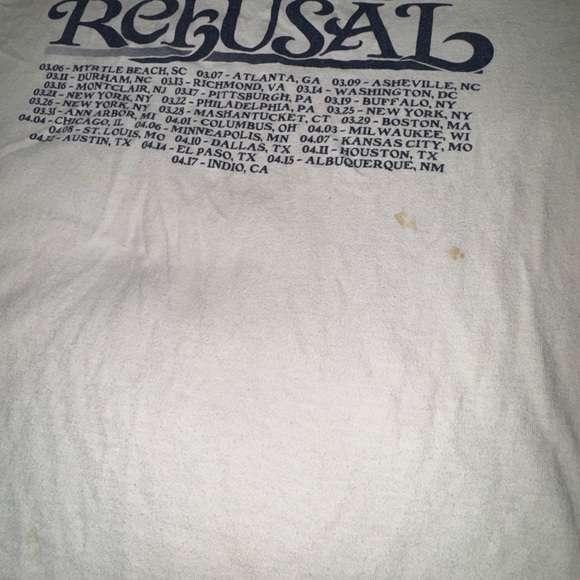 RefUSAL
03.06 - MYRTLE BEACH, SC 03.07 - ATLANTA, GA 03.09 - ASHEVILLE, NC
03.11 - DURHAM, NC 03.13 - RICHMOND, VA 03.14 - WASHINGTON, DC
03.16 - MONTCLAIR, NJ 03.17 - PITTSBURGH, PA 03.19 - BUFFALO, NY
03.21 - NEW YORK, NY 03.22 - PHILADELPHIA, PA 03.25 - NEW YORK, NY
03.26 - NEW YORK, NY 03.28 - MASHANTUCKET, CT 03.29 - BOSTON, MA
03.31 - ANN ARBOR, MI 04.01 - COLUMBUS, OH 04.03 - MILWAUKEE, WI
04.04 - CHICAGO, IL 04.06 - MINNEAPOLIS, MN 04.07 - KANSAS CITY, MO
04.08 - ST. LOUIS, MO 04.10 - DALLAS, TX 04.11 - HOUSTON, TX
04.12 - AUSTIN, TX 04.14 - EL PASO, TX 04.15 - ALBUQUERQUE, NM
04.17 - INDIO, CA